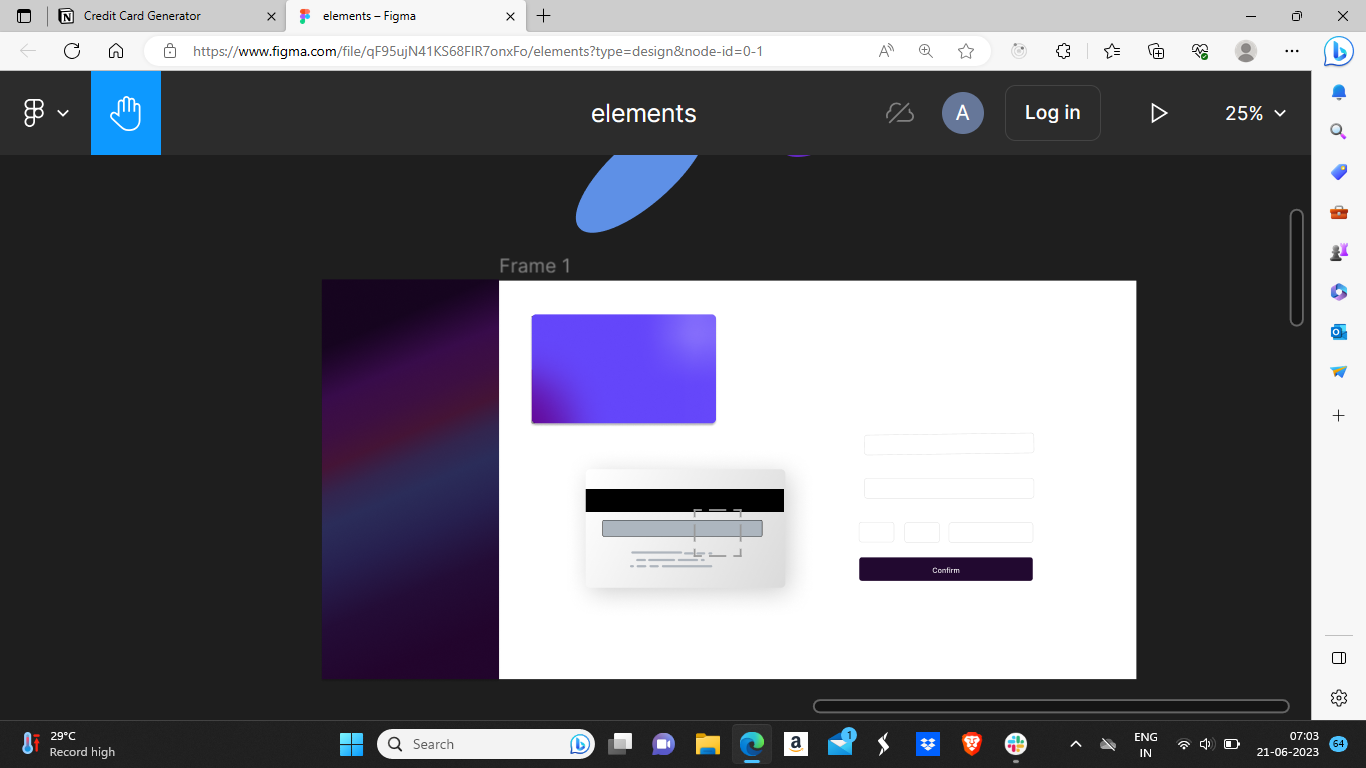 Credit Card Generator
elements – Figma
https://www.figma.com/file/qF95ujN41KS68FIR7onxFo/elements?type=design&node-id=0-1
elements
A
Log in
25%
Frame 1
Confirm
29°C
Record high
Search
1
ENG
IN
07:03
21-06-2023
64